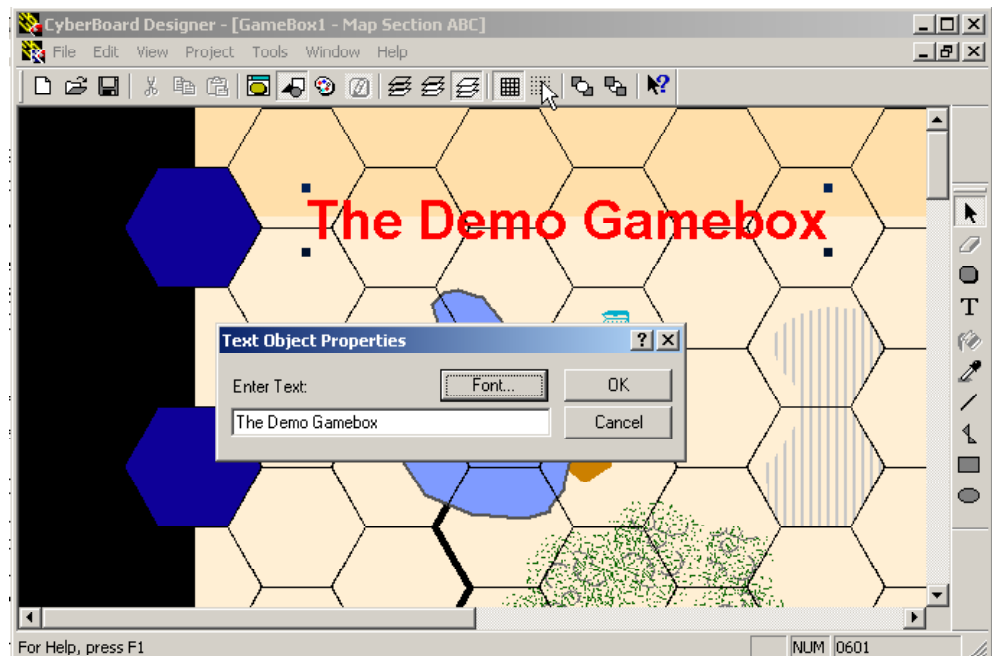 CyberBoard Designer - [GameBox1 - Map Section ABC]
File Edit View Project Tools Window Help
The Demo Gamebox
T
Text Object Properties
Enter Text: Font... OK
The Demo Gamebox Cancel
For Help, press F1 NUM 0601